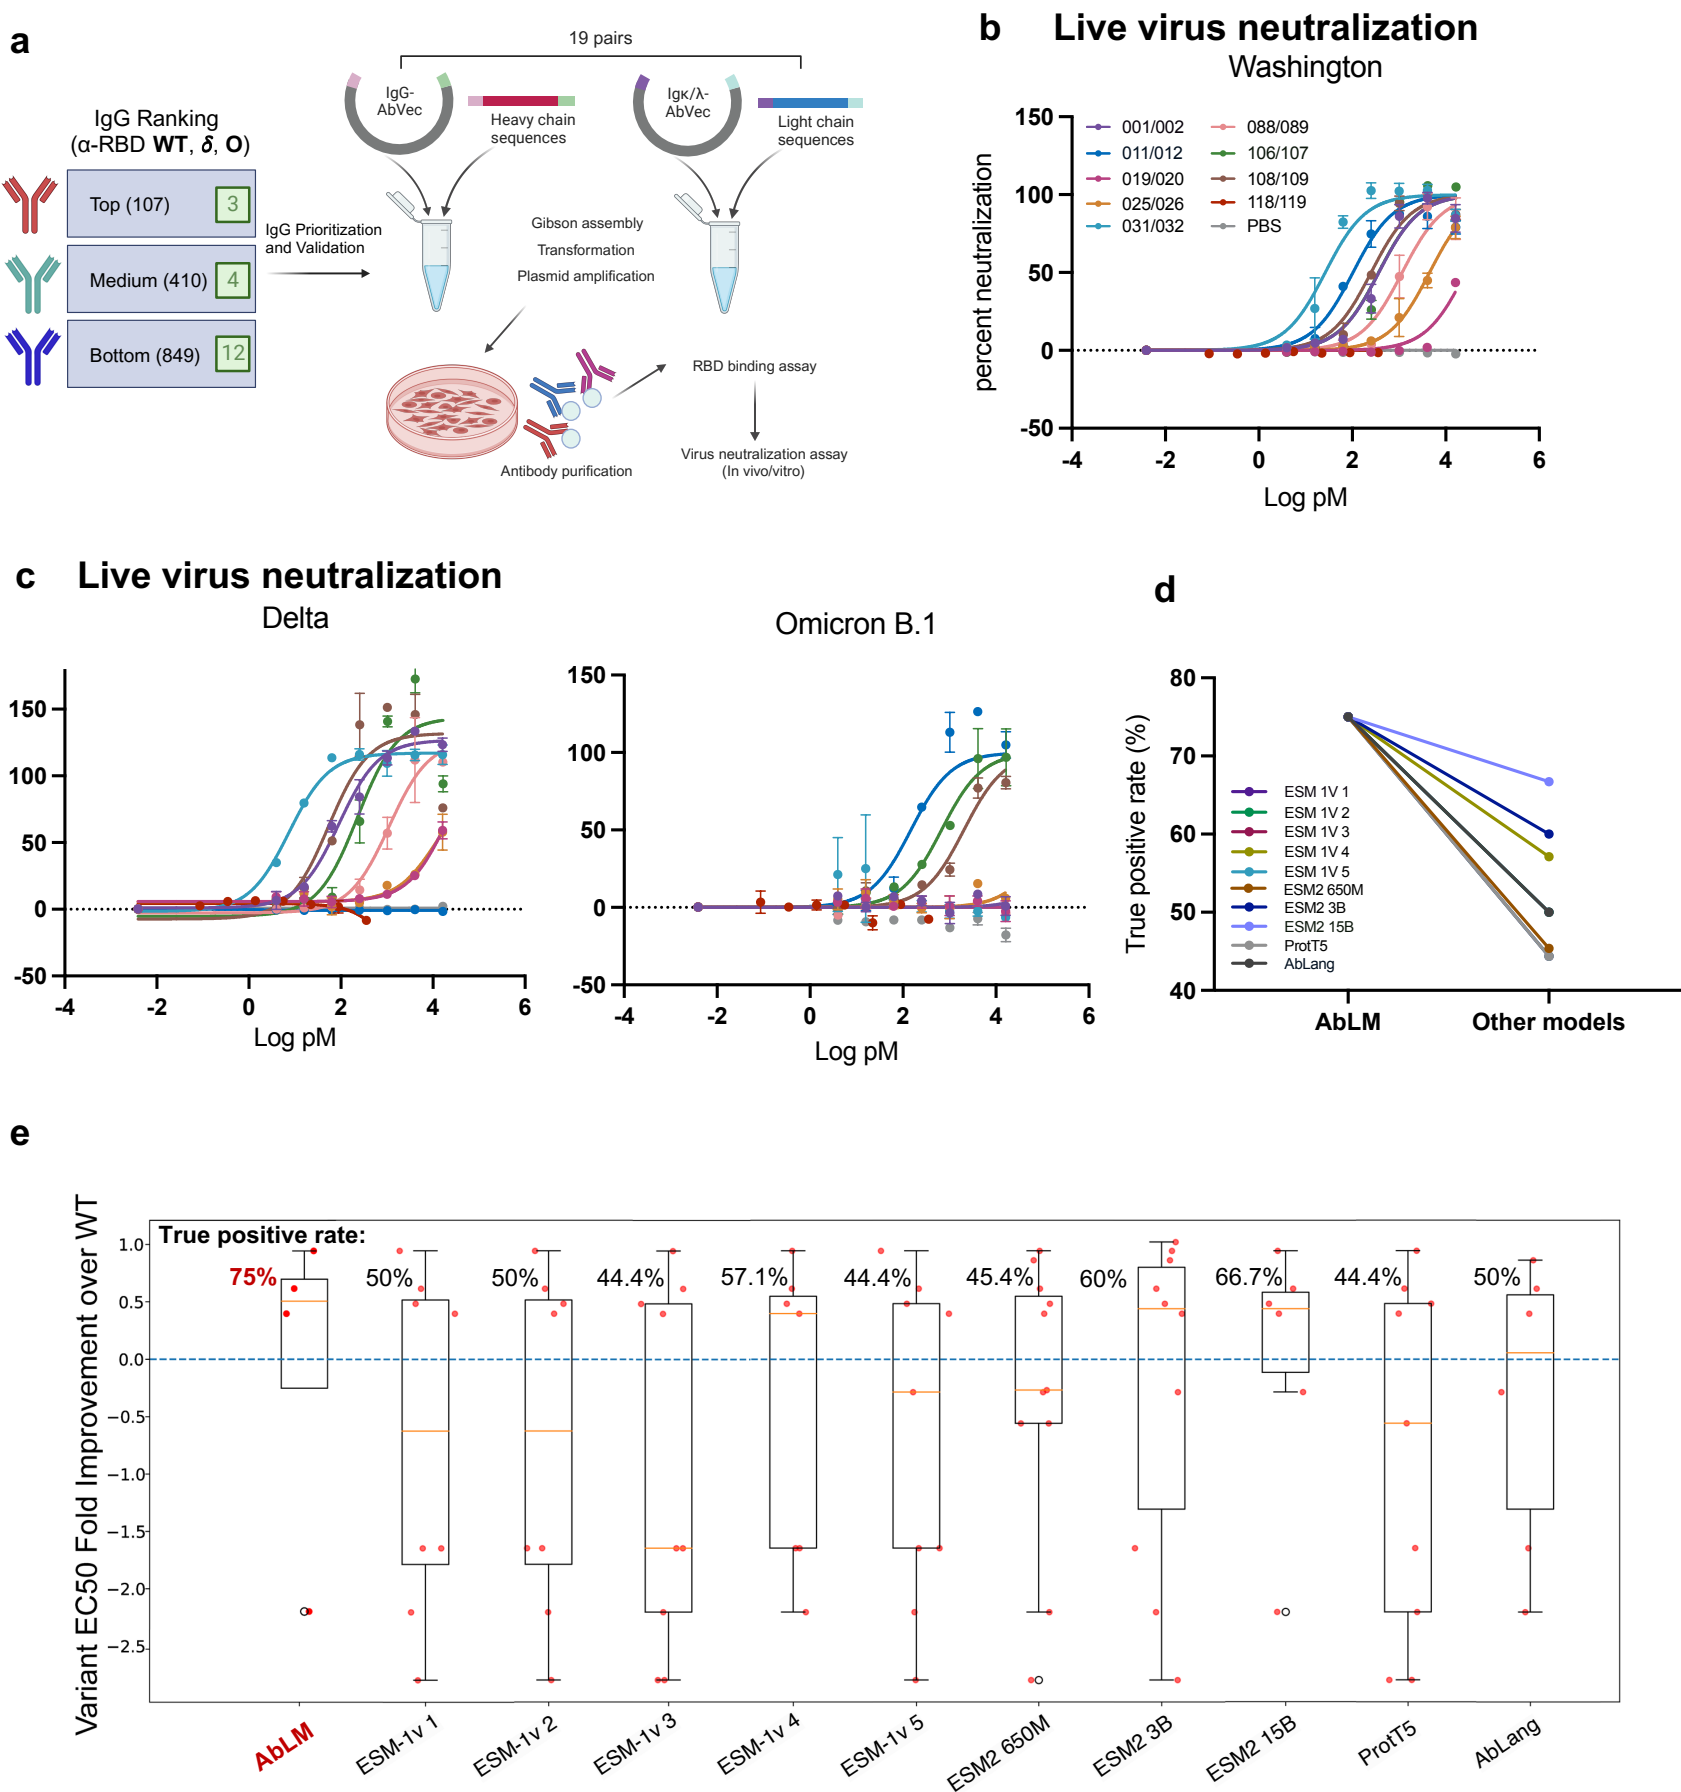 a
19 pairs
IgG Ranking
(α-RBD WT, δ, O)
Top (107) 3
Medium (410) 4
Bottom (849) 12
IgG Prioritization
and Validation
IgG-
AbVec
Heavy chain
sequences
Igκ/λ-
AbVec
Light chain
sequences
Gibson assembly
Transformation
Plasmid amplification
Antibody purification
RBD binding assay
Virus neutralization assay
(In vivo/vitro)
b Live virus neutralization
Washington
percent neutralization
150
100
50
0
-50
-4 -2 0 2 4 6
Log pM
001/002
011/012
019/020
025/026
031/032
088/089
106/107
108/109
118/119
PBS
c Live virus neutralization
Delta
150
100
50
0
-50
-4 -2 0 2 4 6
Log pM
Omicron B.1
150
100
50
0
-50
-4 -2 0 2 4 6
Log pM
d
True positive rate (%)
80
70
60
50
40
ESM 1V 1
ESM 1V 2
ESM 1V 3
ESM 1V 4
ESM 1V 5
ESM2 650M
ESM2 3B
ESM2 15B
ProtT5
AbLang
AbLM Other models
e
Variant EC50 Fold Improvement over WT
True positive rate:
1.0
0.5
0.0
−0.5
−1.0
−1.5
−2.0
−2.5
75% 50% 50% 44.4% 57.1% 44.4% 45.4% 60% 66.7% 44.4% 50%
AbLM ESM-1v 1 ESM-1v 2 ESM-1v 3 ESM-1v 4 ESM-1v 5 ESM2 650M ESM2 3B ESM2 15B ProtT5 AbLang